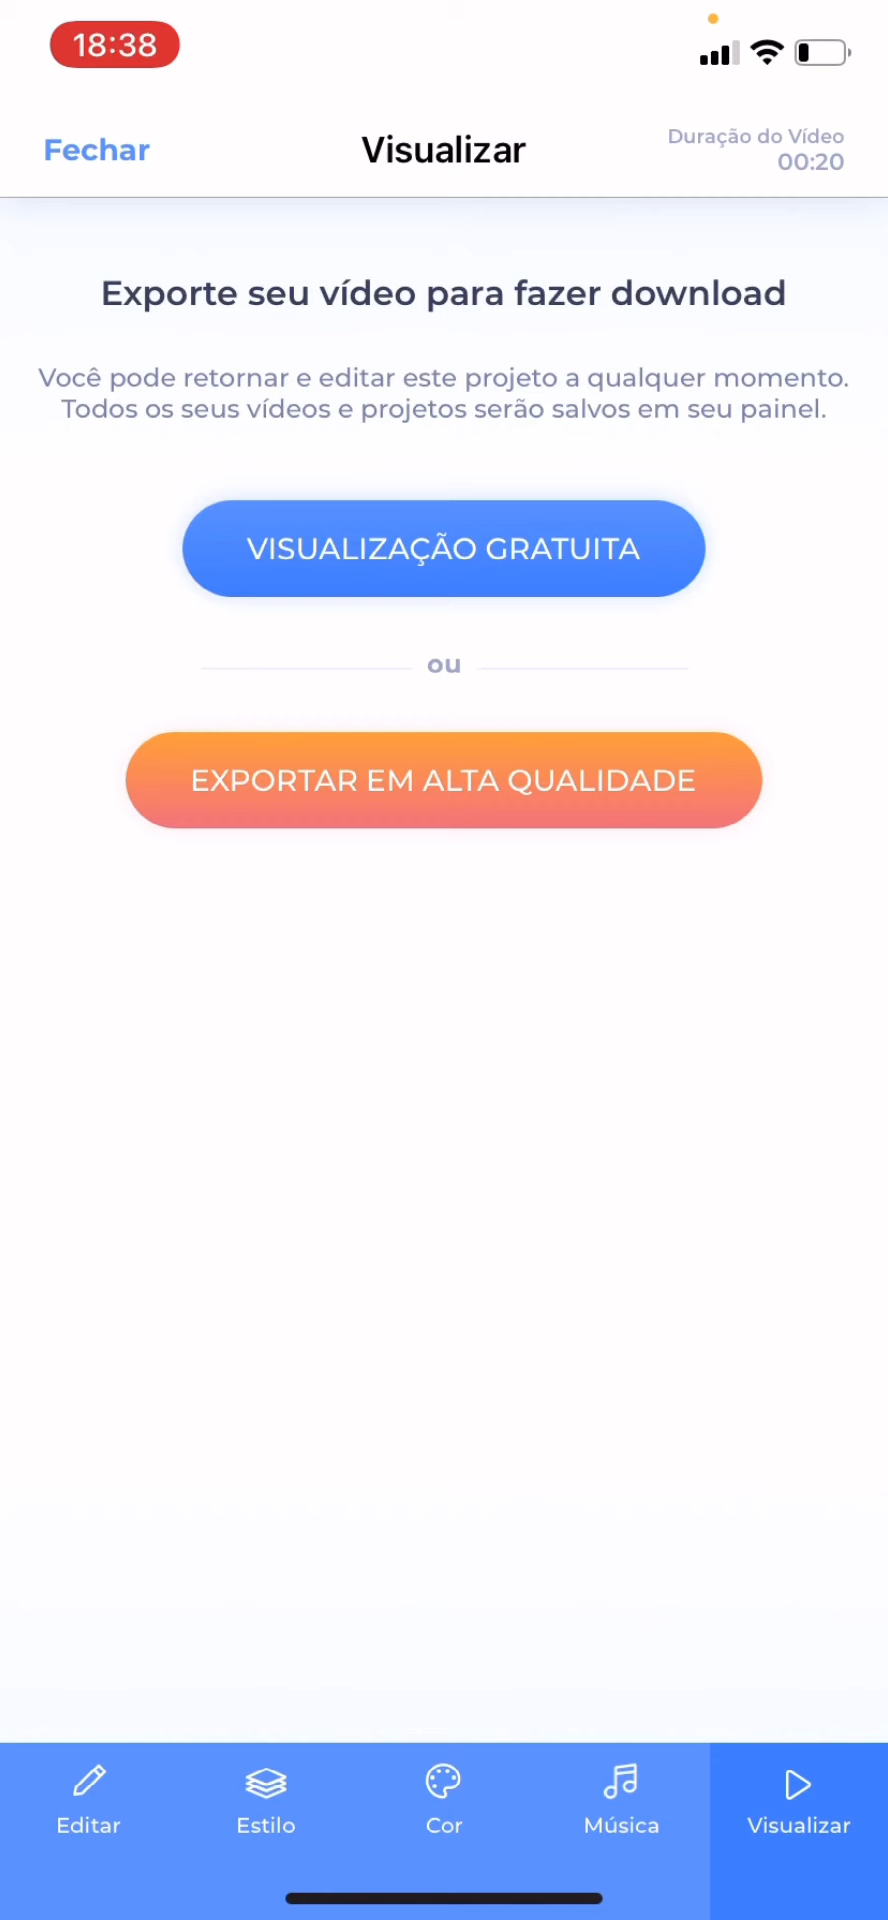 18:38
Fechar
Visualizar
Duração do Vídeo
00:20
Exporte seu vídeo para fazer download
Você pode retornar e editar este projeto a qualquer momento.
Todos os seus vídeos e projetos serão salvos em seu painel.
VISUALIZAÇÃO GRATUITA
ou
EXPORTAR EM ALTA QUALIDADE
Editar
Estilo
Cor
Música
Visualizar